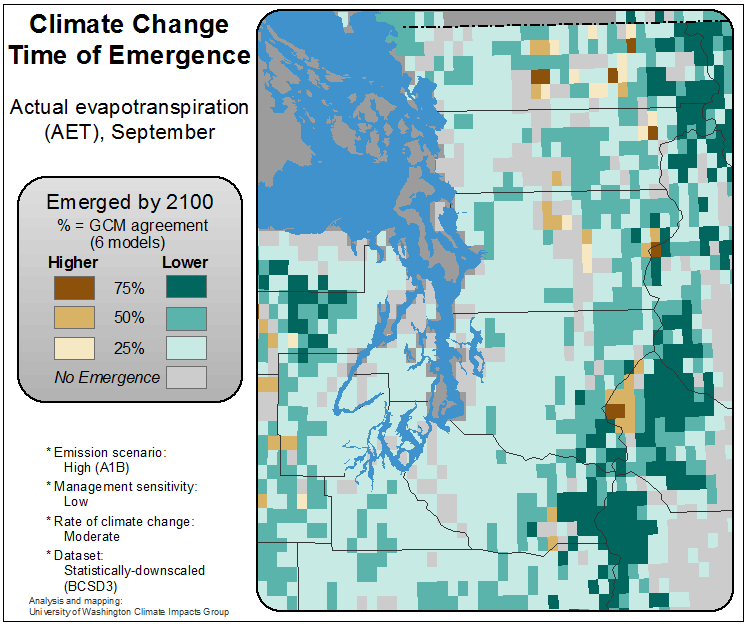 Climate Change
Time of Emergence
Actual evapotranspiration
(AET), September
Emerged by 2100
% = GCM agreement
(6 models)
Higher Lower
75%
50%
25%
No Emergence
* Emission scenario:
High (A1B)
* Management sensitivity:
Low
* Rate of climate change:
Moderate
* Dataset:
Statistically-downscaled
(BCSD3)
Analysis and mapping:
University of Washington Climate Impacts Group